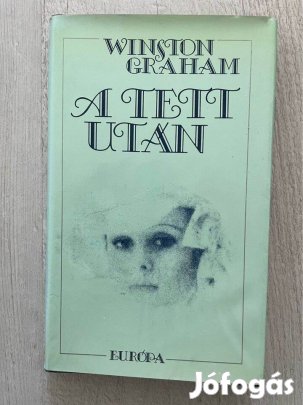 WINSTON
GRAHAM
A TETT
UTÁN
EURÓPA
Jófogás